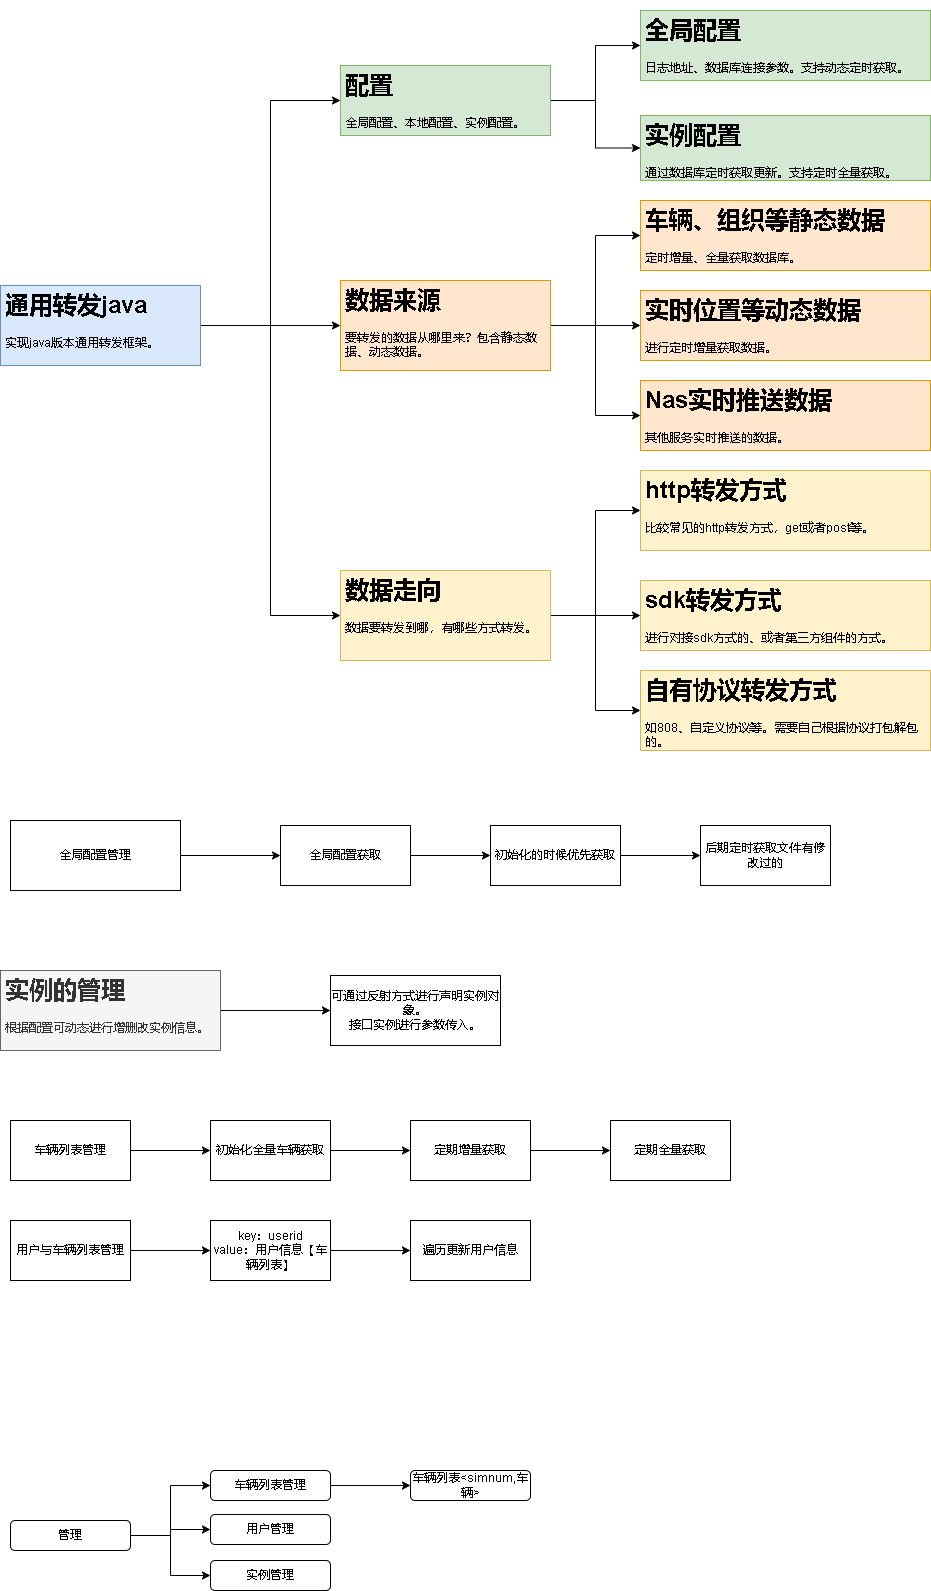 全局配置
日志地址、数据库连接参数。支持动态定时获取。
配置
全局配置、本地配置、实例配置。
实例配置
通过数据库定时获取更新。支持定时全量获取。
车辆、组织等静态数据
定时增量、全量获取数据库。
通用转发java
实现java版本通用转发框架。
数据来源
要转发的数据从哪里来？包含静态数
据、动态数据。
实时位置等动态数据
进行定时增量获取数据。
Nas实时推送数据
其他服务实时推送的数据。
http转发方式
比较常见的http转发方式，get或者post等。
数据走向
数据要转发到哪，有哪些方式转发。
sdk转发方式
进行对接sdk方式的、或者第三方组件的方式。
自有协议转发方式
如808、自定义协议等。需要自己根据协议打包解包
的。
全局配置管理
全局配置获取
初始化的时候优先获取
后期定时获取文件有修
改过的
实例的管理
根据配置可动态进行增删改实例信息。
可通过反射方式进行声明实例对
象。
接口实例进行参数传入。
车辆列表管理
初始化全量车辆获取
定期增量获取
定期全量获取
用户与车辆列表管理
key：userid
value：用户信息【车
辆列表】
遍历更新用户信息
管理
车辆列表管理
车辆列表<simnum,车
辆>
用户管理
实例管理